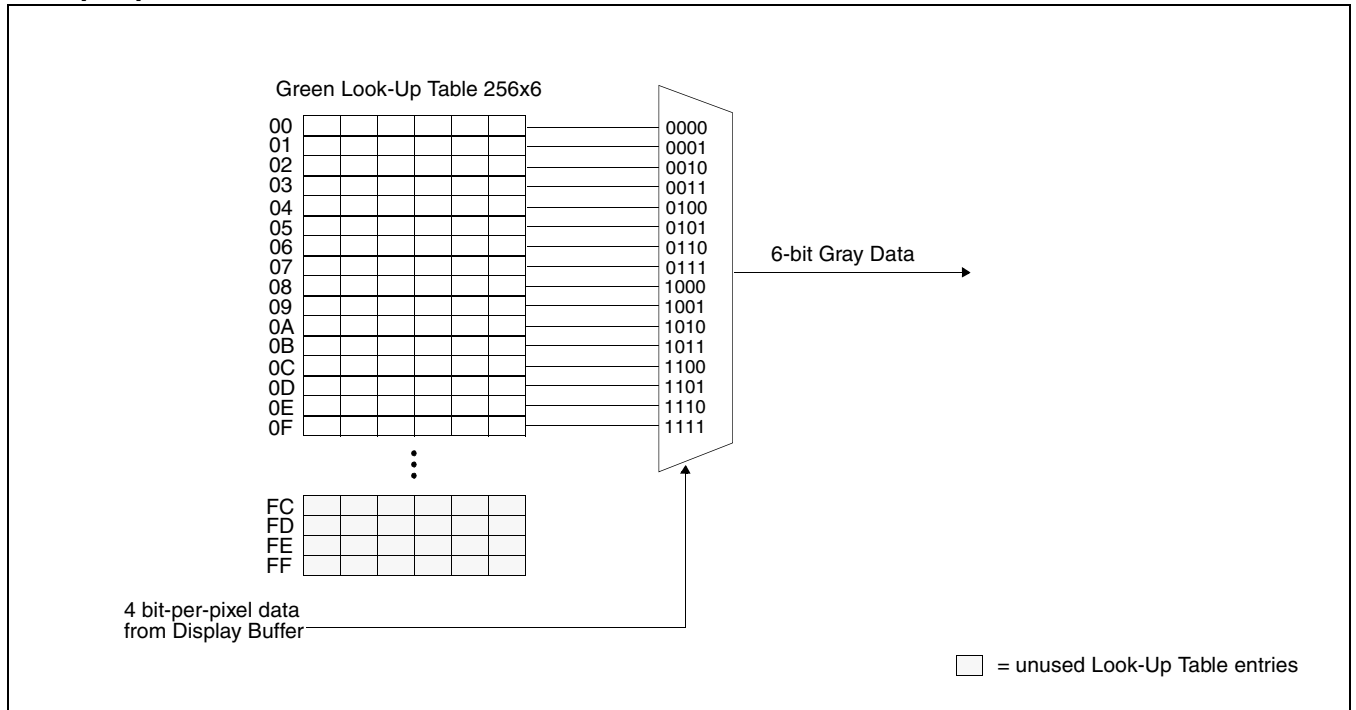 Green Look-Up Table 256x6
00
01
02
03
04
05
06
07
08
09
0A
0B
0C
0D
0E
0F
FC
FD
FE
FF
0000
0001
0010
0011
0100
0101
0110
0111
1000
1001
1010
1011
1100
1101
1110
1111
6-bit Gray Data
4 bit-per-pixel data
from Display Buffer
= unused Look-Up Table entries